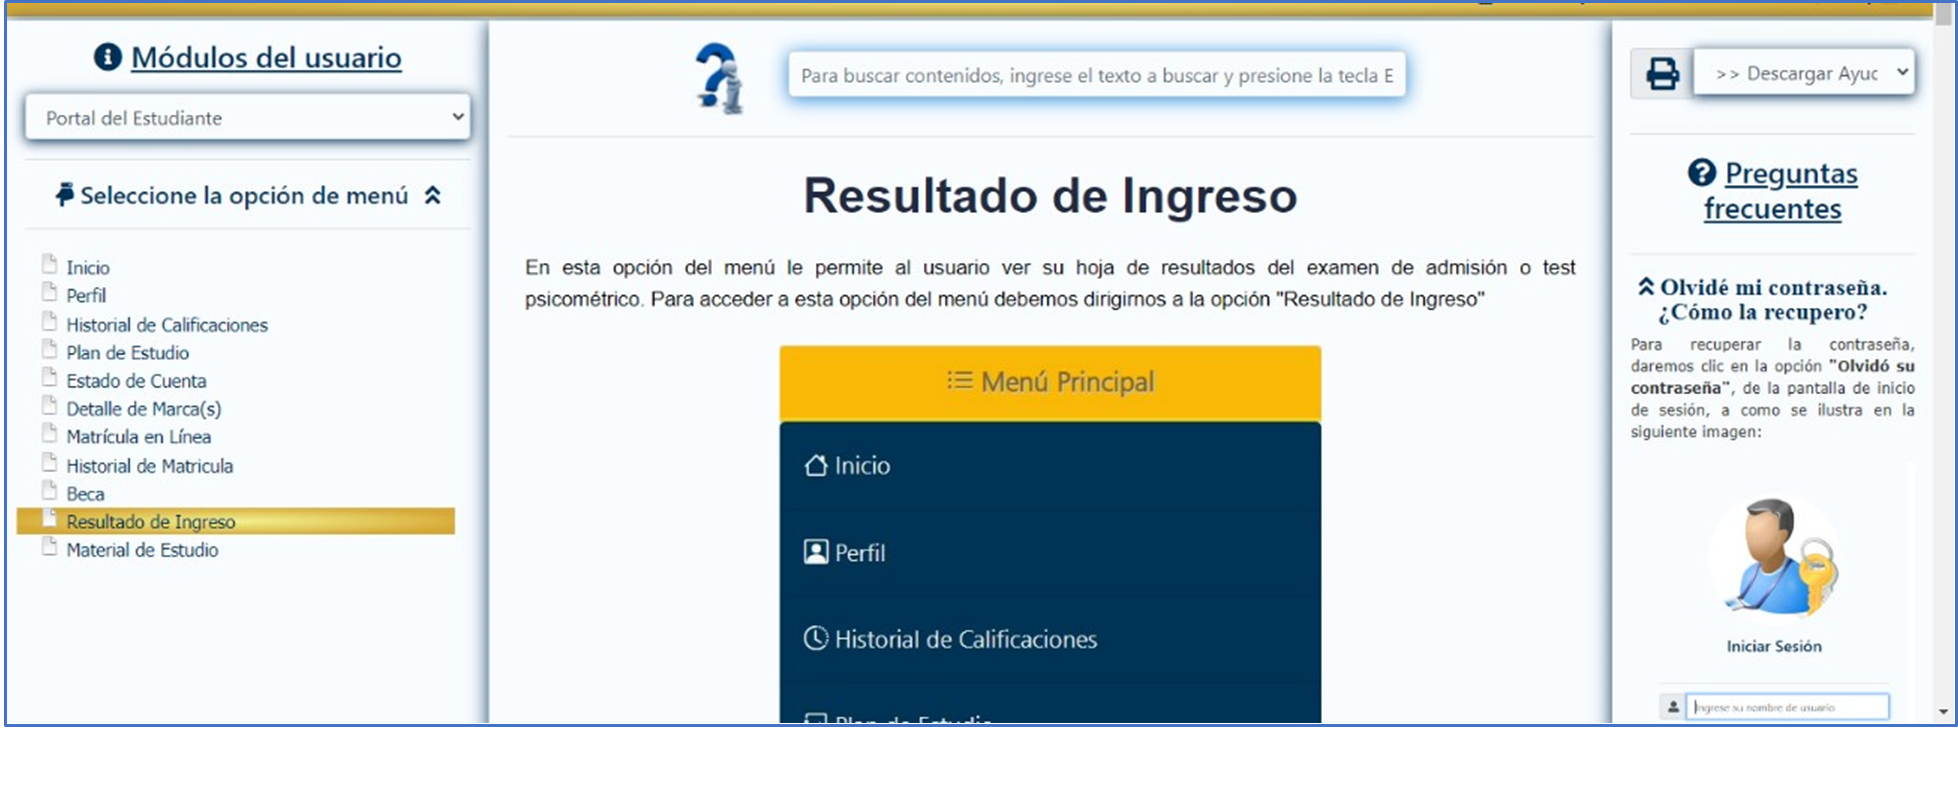 Módulos del usuario
Portal del Estudiante
Seleccione la opción de menú
Inicio
Perfil
Historial de Calificaciones
Plan de Estudio
Estado de Cuenta
Detalle de Marca(s)
Matrícula en Línea
Historial de Matricula
Beca
Resultado de Ingreso
Material de Estudio
Para buscar contenidos, ingrese el texto a buscar y presione la tecla E
Resultado de Ingreso
En esta opción del menú le permite al usuario ver su hoja de resultados del examen de admisión o test
psicométrico. Para acceder a esta opción del menú debemos dirigirnos a la opción "Resultado de Ingreso"
Menú Principal
Inicio
Perfil
Historial de Calificaciones
Plan de Estudio
>> Descargar Ayuc
Preguntas
frecuentes
Olvidé mi contraseña.
¿Cómo la recupero?
Para recuperar la contraseña,
daremos clic en la opción "Olvidó su
contraseña", de la pantalla de inicio
de sesión, a como se ilustra en la
siguiente imagen:
Iniciar Sesión
Ingrese su nombre de usuario